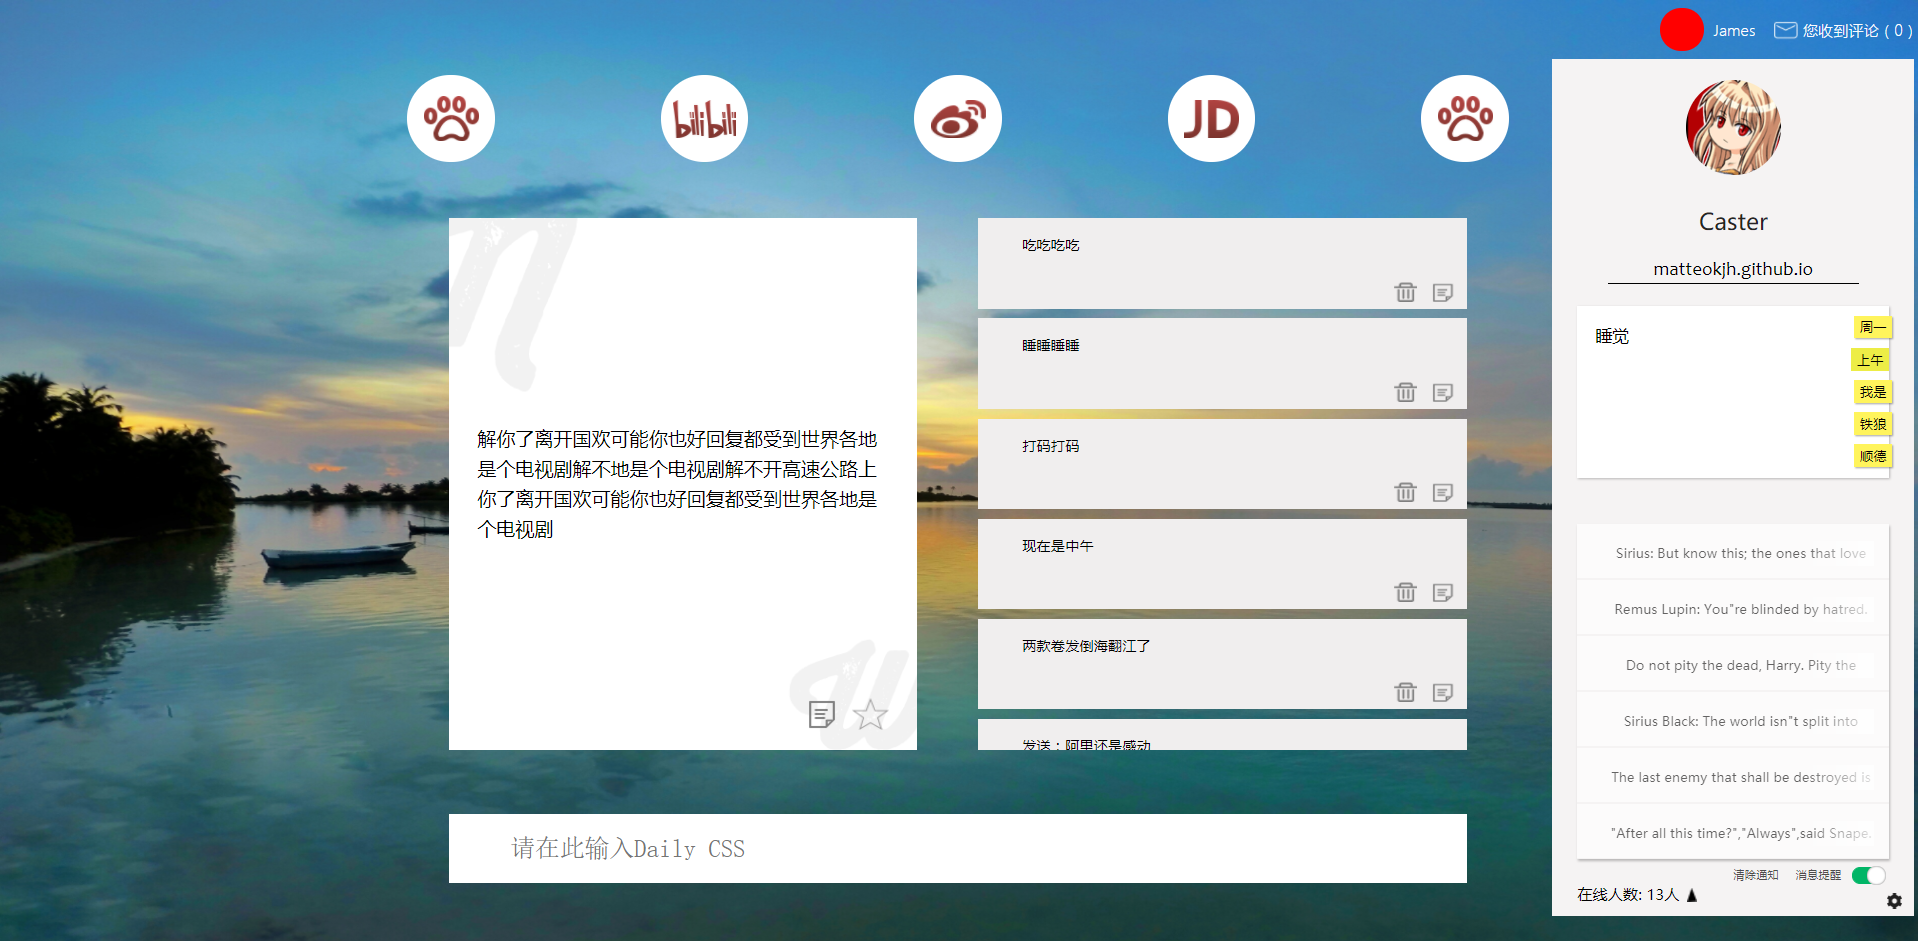 James
您收到评论 ( 0 )
bilibili
JD
Caster
matteokjh.github.io
睡觉
周一
上午
我是
铁狼
顺德
解你了离开国欢可能你也好回复都受到世界各地
是个电视剧解不地是个电视剧解不开高速公路上
你了离开国欢可能你也好回复都受到世界各地是
个电视剧
吃吃吃吃
睡睡睡睡
打码打码
现在是中午
两款卷发倒海翻江了
发送：阿里还是感动
请在此输入Daily CSS
Sirius: But know this; the ones that love
Remus Lupin: You"re blinded by hatred.
Do not pity the dead, Harry. Pity the
Sirius Black: The world isn"t split into
The last enemy that shall be destroyed is
"After all this time?","Always",said Snape.
清除通知 消息提醒
在线人数: 13人